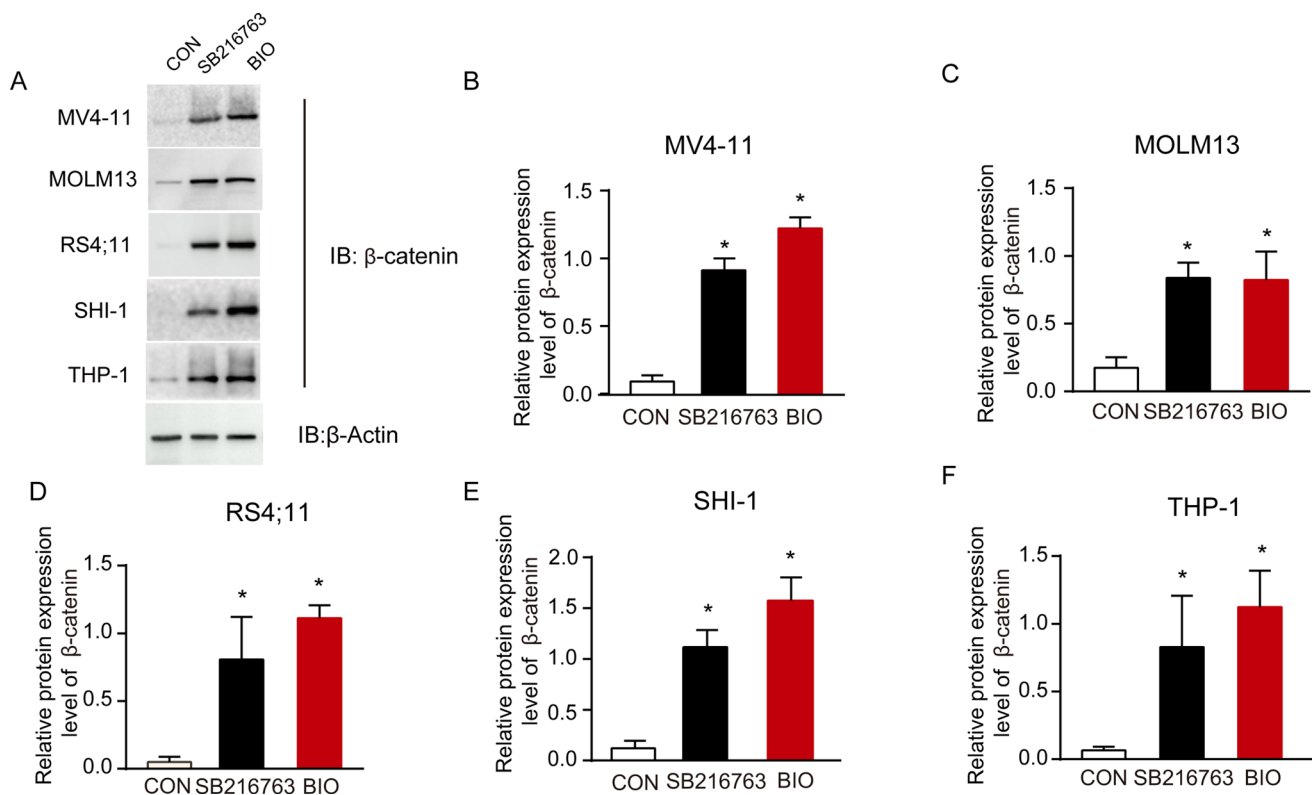 A
CON
SB216763
BIO
MV4-11
MOLM13
RS4;11
SHI-1
THP-1
IB: β-catenin
IB:β-Actin
B
MV4-11
Relative protein expression
level of β-catenin
1.5
1.0
0.5
0.0
*
*
CON SB216763 BIO
C
MOLM13
Relative protein expression
level of β-catenin
1.5
1.0
0.5
0.0
*
*
CON SB216763 BIO
D
RS4;11
Relative protein expression
level of β-catenin
1.5
1.0
0.5
0.0
*
*
CON SB216763 BIO
E
SHI-1
Relative protein expression
level of β-catenin
2.0
1.5
1.0
0.5
0.0
*
*
CON SB216763 BIO
F
THP-1
Relative protein expression
level of β-catenin
1.5
1.0
0.5
0.0
*
*
CON SB216763 BIO